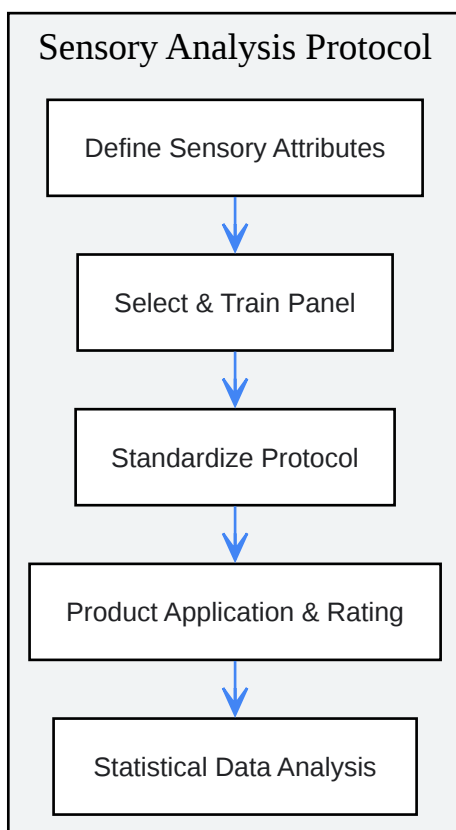 Sensory Analysis Protocol
Define Sensory Attributes
Select & Train Panel
Standardize Protocol
Product Application & Rating
Statistical Data Analysis